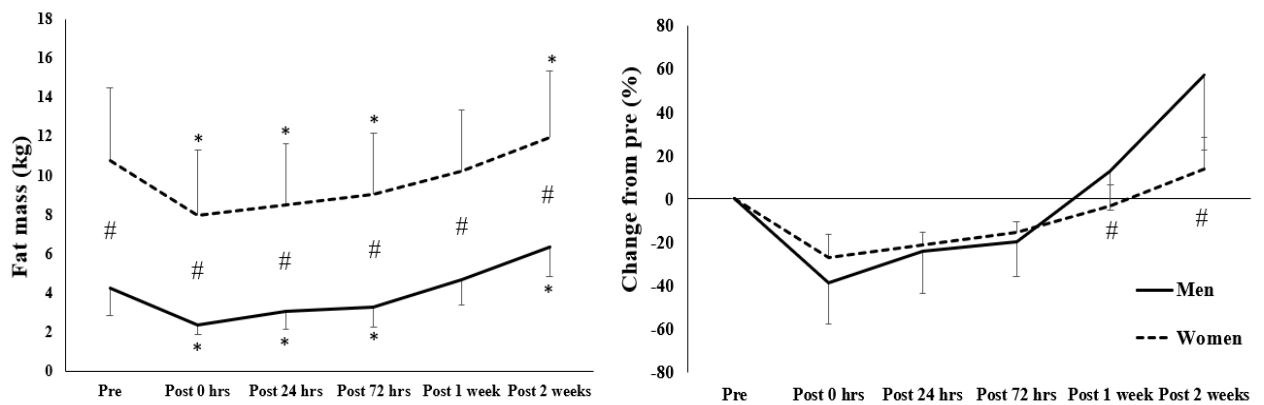 Fat mass (kg)
18
16
14
12
10
8
6
4
2
0
* * * * *
# # # # # #
* * * *
Pre Post 0 hrs Post 24 hrs Post 72 hrs Post 1 week Post 2 weeks
Change from pre (%)
80
60
40
20
0
-20
-40
-60
-80
# #
Men
Women
Pre Post 0 hrs Post 24 hrs Post 72 hrs Post 1 week Post 2 weeks